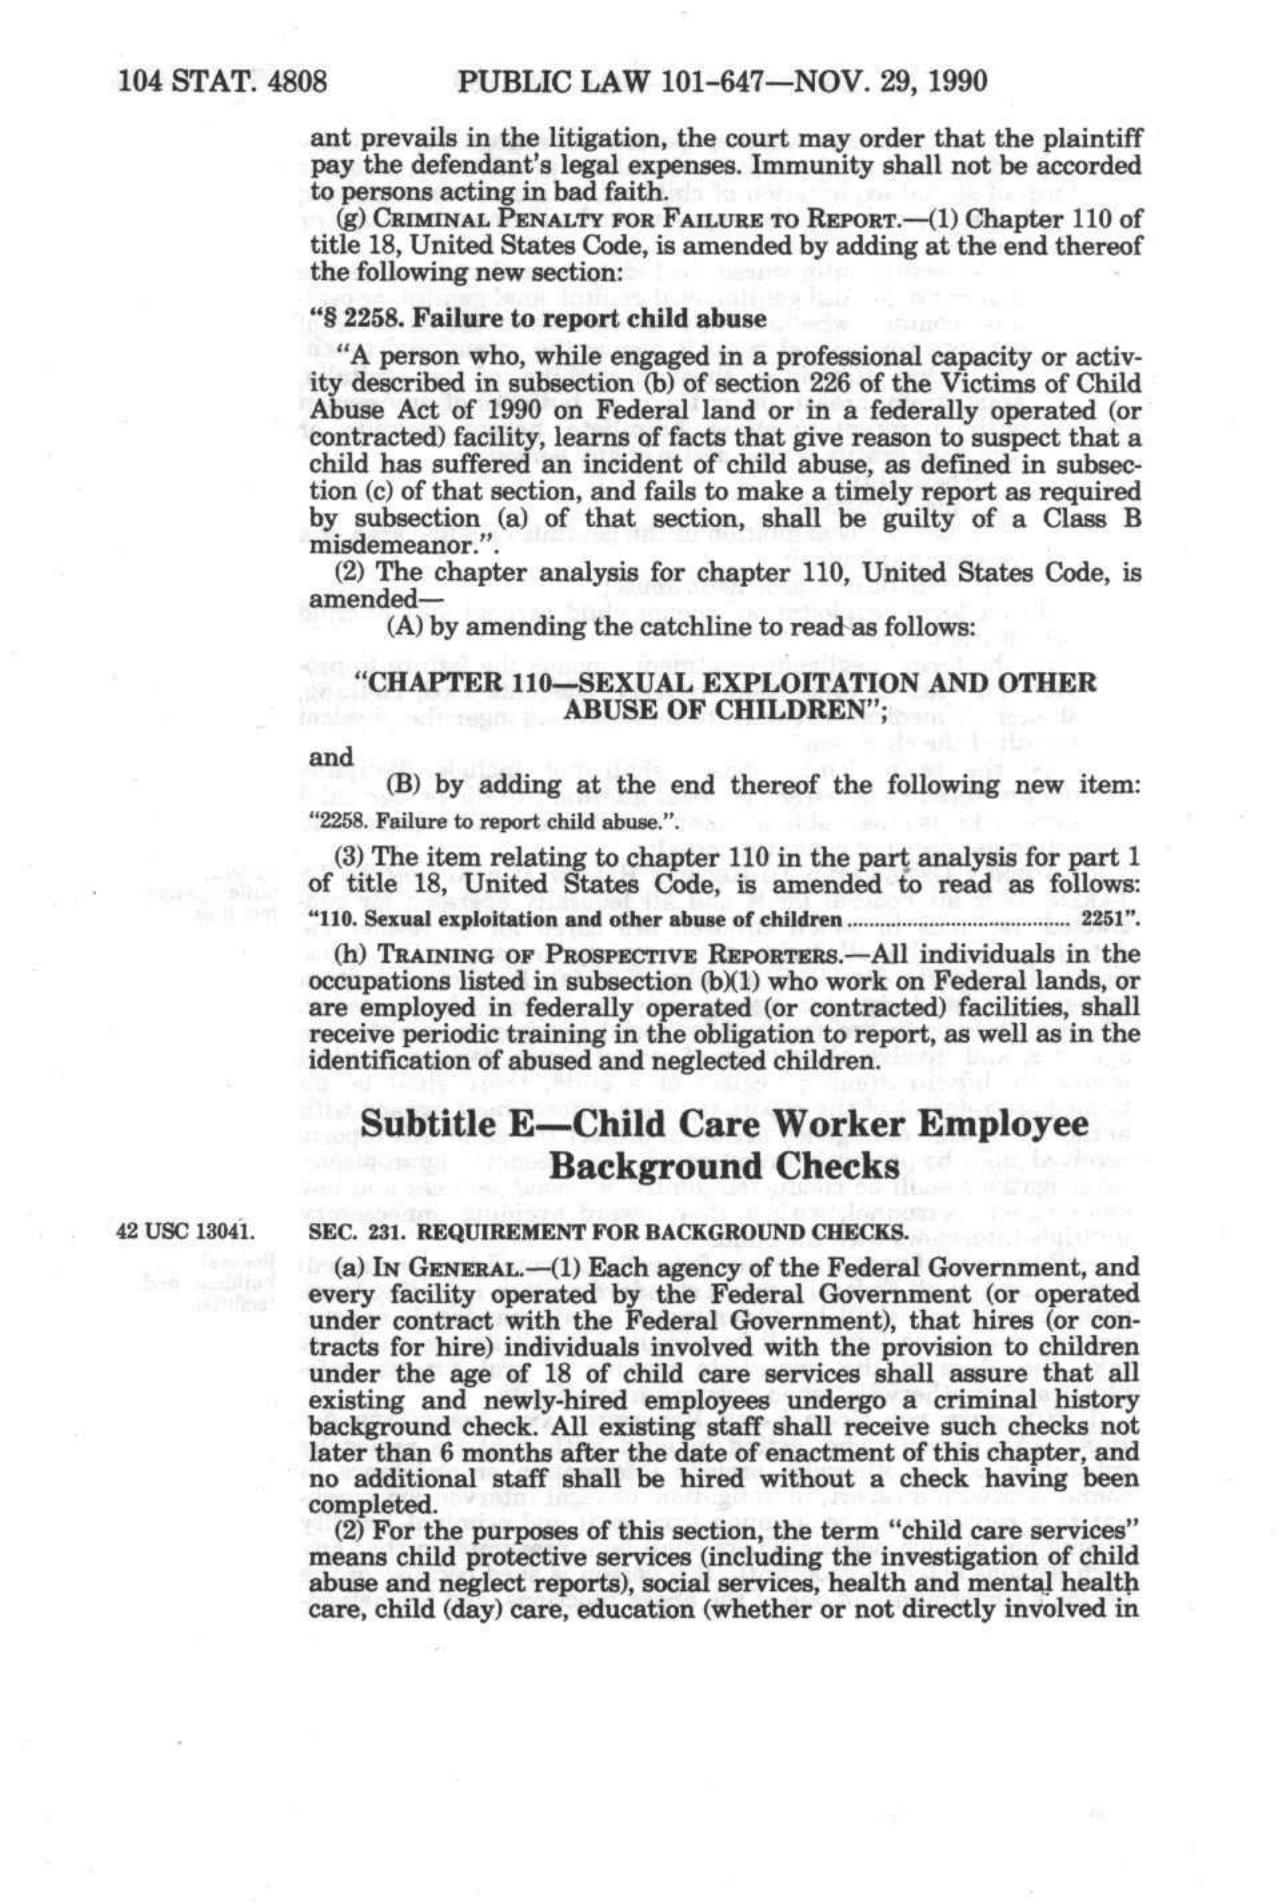 104 STAT. 4808 PUBLIC LAW 101-647—NOV. 29, 1990
ant prevails in the litigation, the court may order that the plaintiff
pay the defendant's legal expenses. Immunity shall not be accorded
to persons acting in bad faith.
(g) CRIMINAL PENALTY FOR FAILURE TO REPORT.—(1) Chapter 110 of
title 18, United States Code, is amended by adding at the end thereof
the following new section:
"§ 2258. Failure to report child abuse
"A person who, while engaged in a professional capacity or activ-
ity described in subsection (b) of section 226 of the Victims of Child
Abuse Act of 1990 on Federal land or in a federally operated (or
contracted) facility, learns of facts that give reason to suspect that a
child has suffered an incident of child abuse, as defined in subsec-
tion (c) of that section, and fails to make a timely report as required
by subsection (a) of that section, shall be guilty of a Class B
misdemeanor.".
(2) The chapter analysis for chapter 110, United States Code, is
amended—
(A) by amending the catchline to read as follows:
"CHAPTER 110—SEXUAL EXPLOITATION AND OTHER
ABUSE OF CHILDREN";
and
(B) by adding at the end thereof the following new item:
"2258. Failure to report child abuse.".
(3) The item relating to chapter 110 in the part analysis for part 1
of title 18, United States Code, is amended to read as follows:
"110. Sexual exploitation and other abuse of children ........................................ 2251".
(h) TRAINING OF PROSPECTIVE REPORTERS.—All individuals in the
occupations listed in subsection (b)(1) who work on Federal lands, or
are employed in federally operated (or contracted) facilities, shall
receive periodic training in the obligation to report, as well as in the
identification of abused and neglected children.
Subtitle E—Child Care Worker Employee
Background Checks
42 USC 13041. SEC. 231. REQUIREMENT FOR BACKGROUND CHECKS.
(a) IN GENERAL.—(1) Each agency of the Federal Government, and
every facility operated by the Federal Government (or operated
under contract with the Federal Government), that hires (or con-
tracts for hire) individuals involved with the provision to children
under the age of 18 of child care services shall assure that all
existing and newly-hired employees undergo a criminal history
background check. All existing staff shall receive such checks not
later than 6 months after the date of enactment of this chapter, and
no additional staff shall be hired without a check having been
completed.
(2) For the purposes of this section, the term "child care services"
means child protective services (including the investigation of child
abuse and neglect reports), social services, health and mental health
care, child (day) care, education (whether or not directly involved in